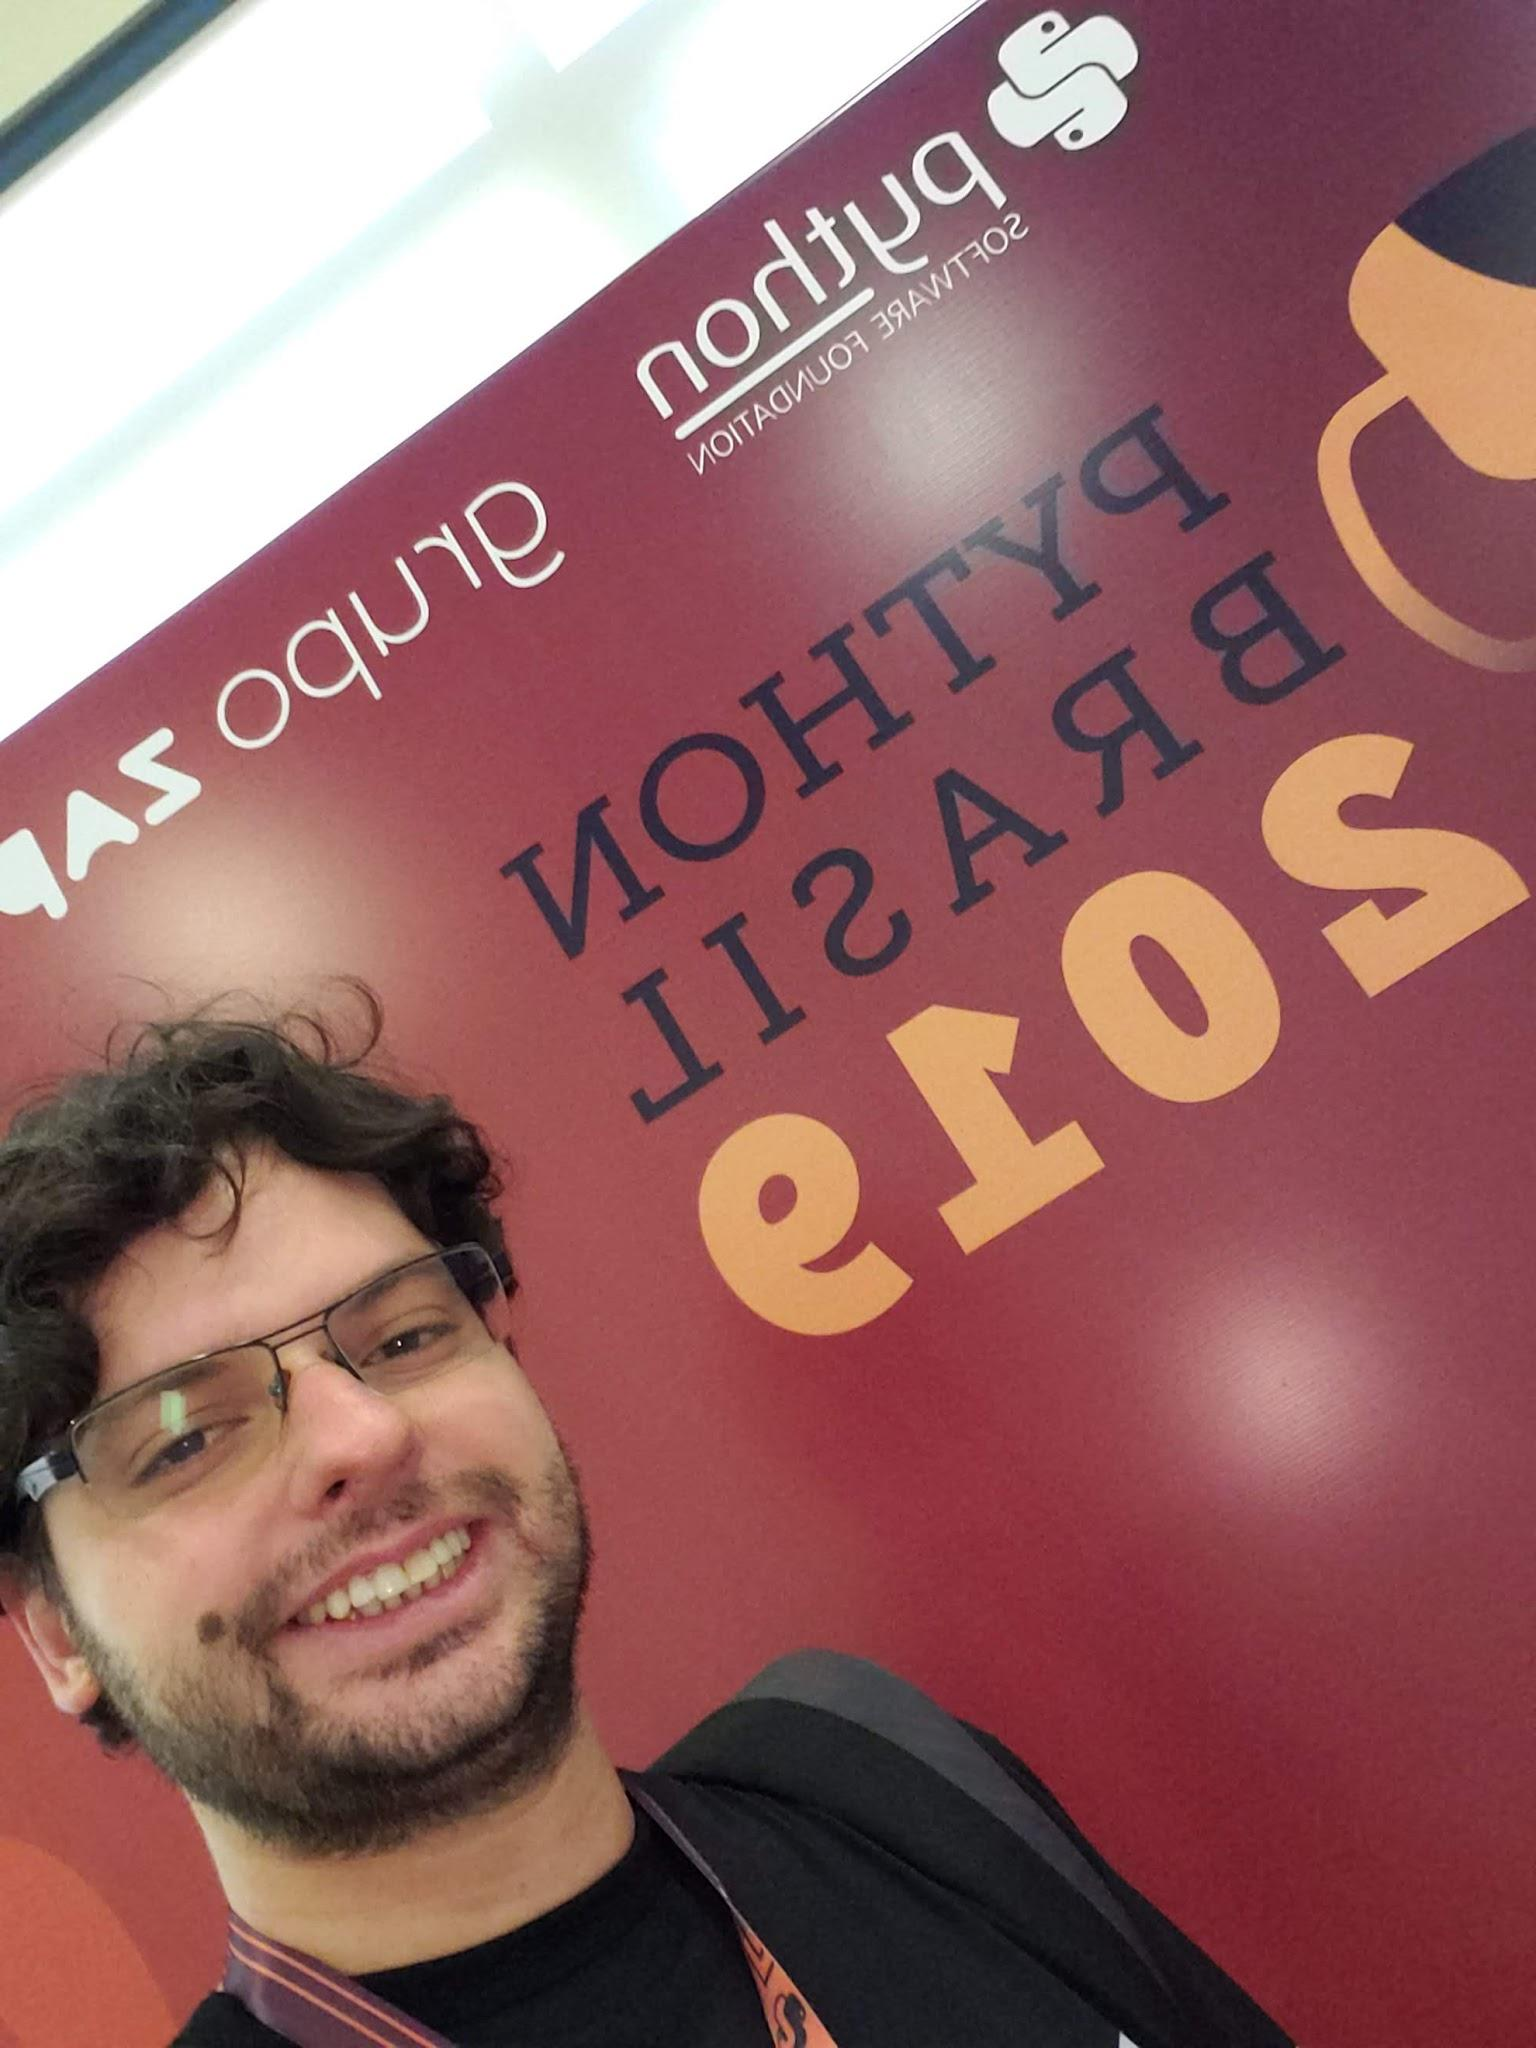 python
SOFTWARE FOUNDATION
grupo ZAP
PYTHON
BRASIL
2019